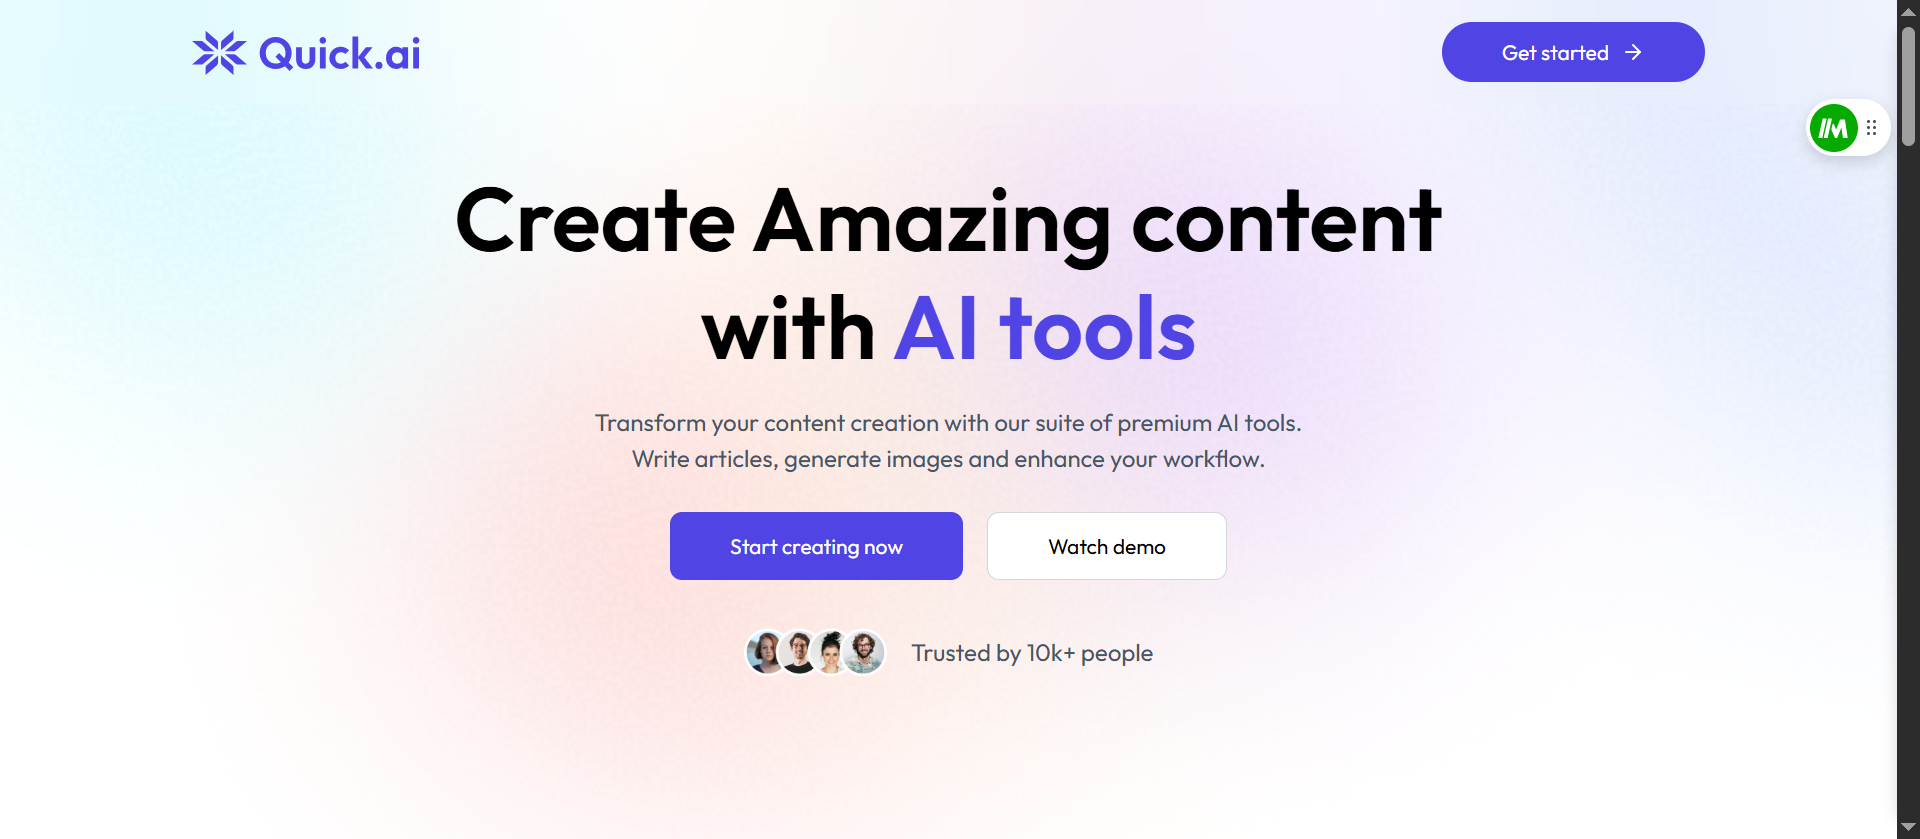 Quick.ai
Get started
Create Amazing content
with AI tools
Transform your content creation with our suite of premium AI tools.
Write articles, generate images and enhance your workflow.
Start creating now
Watch demo
Trusted by 10k+ people